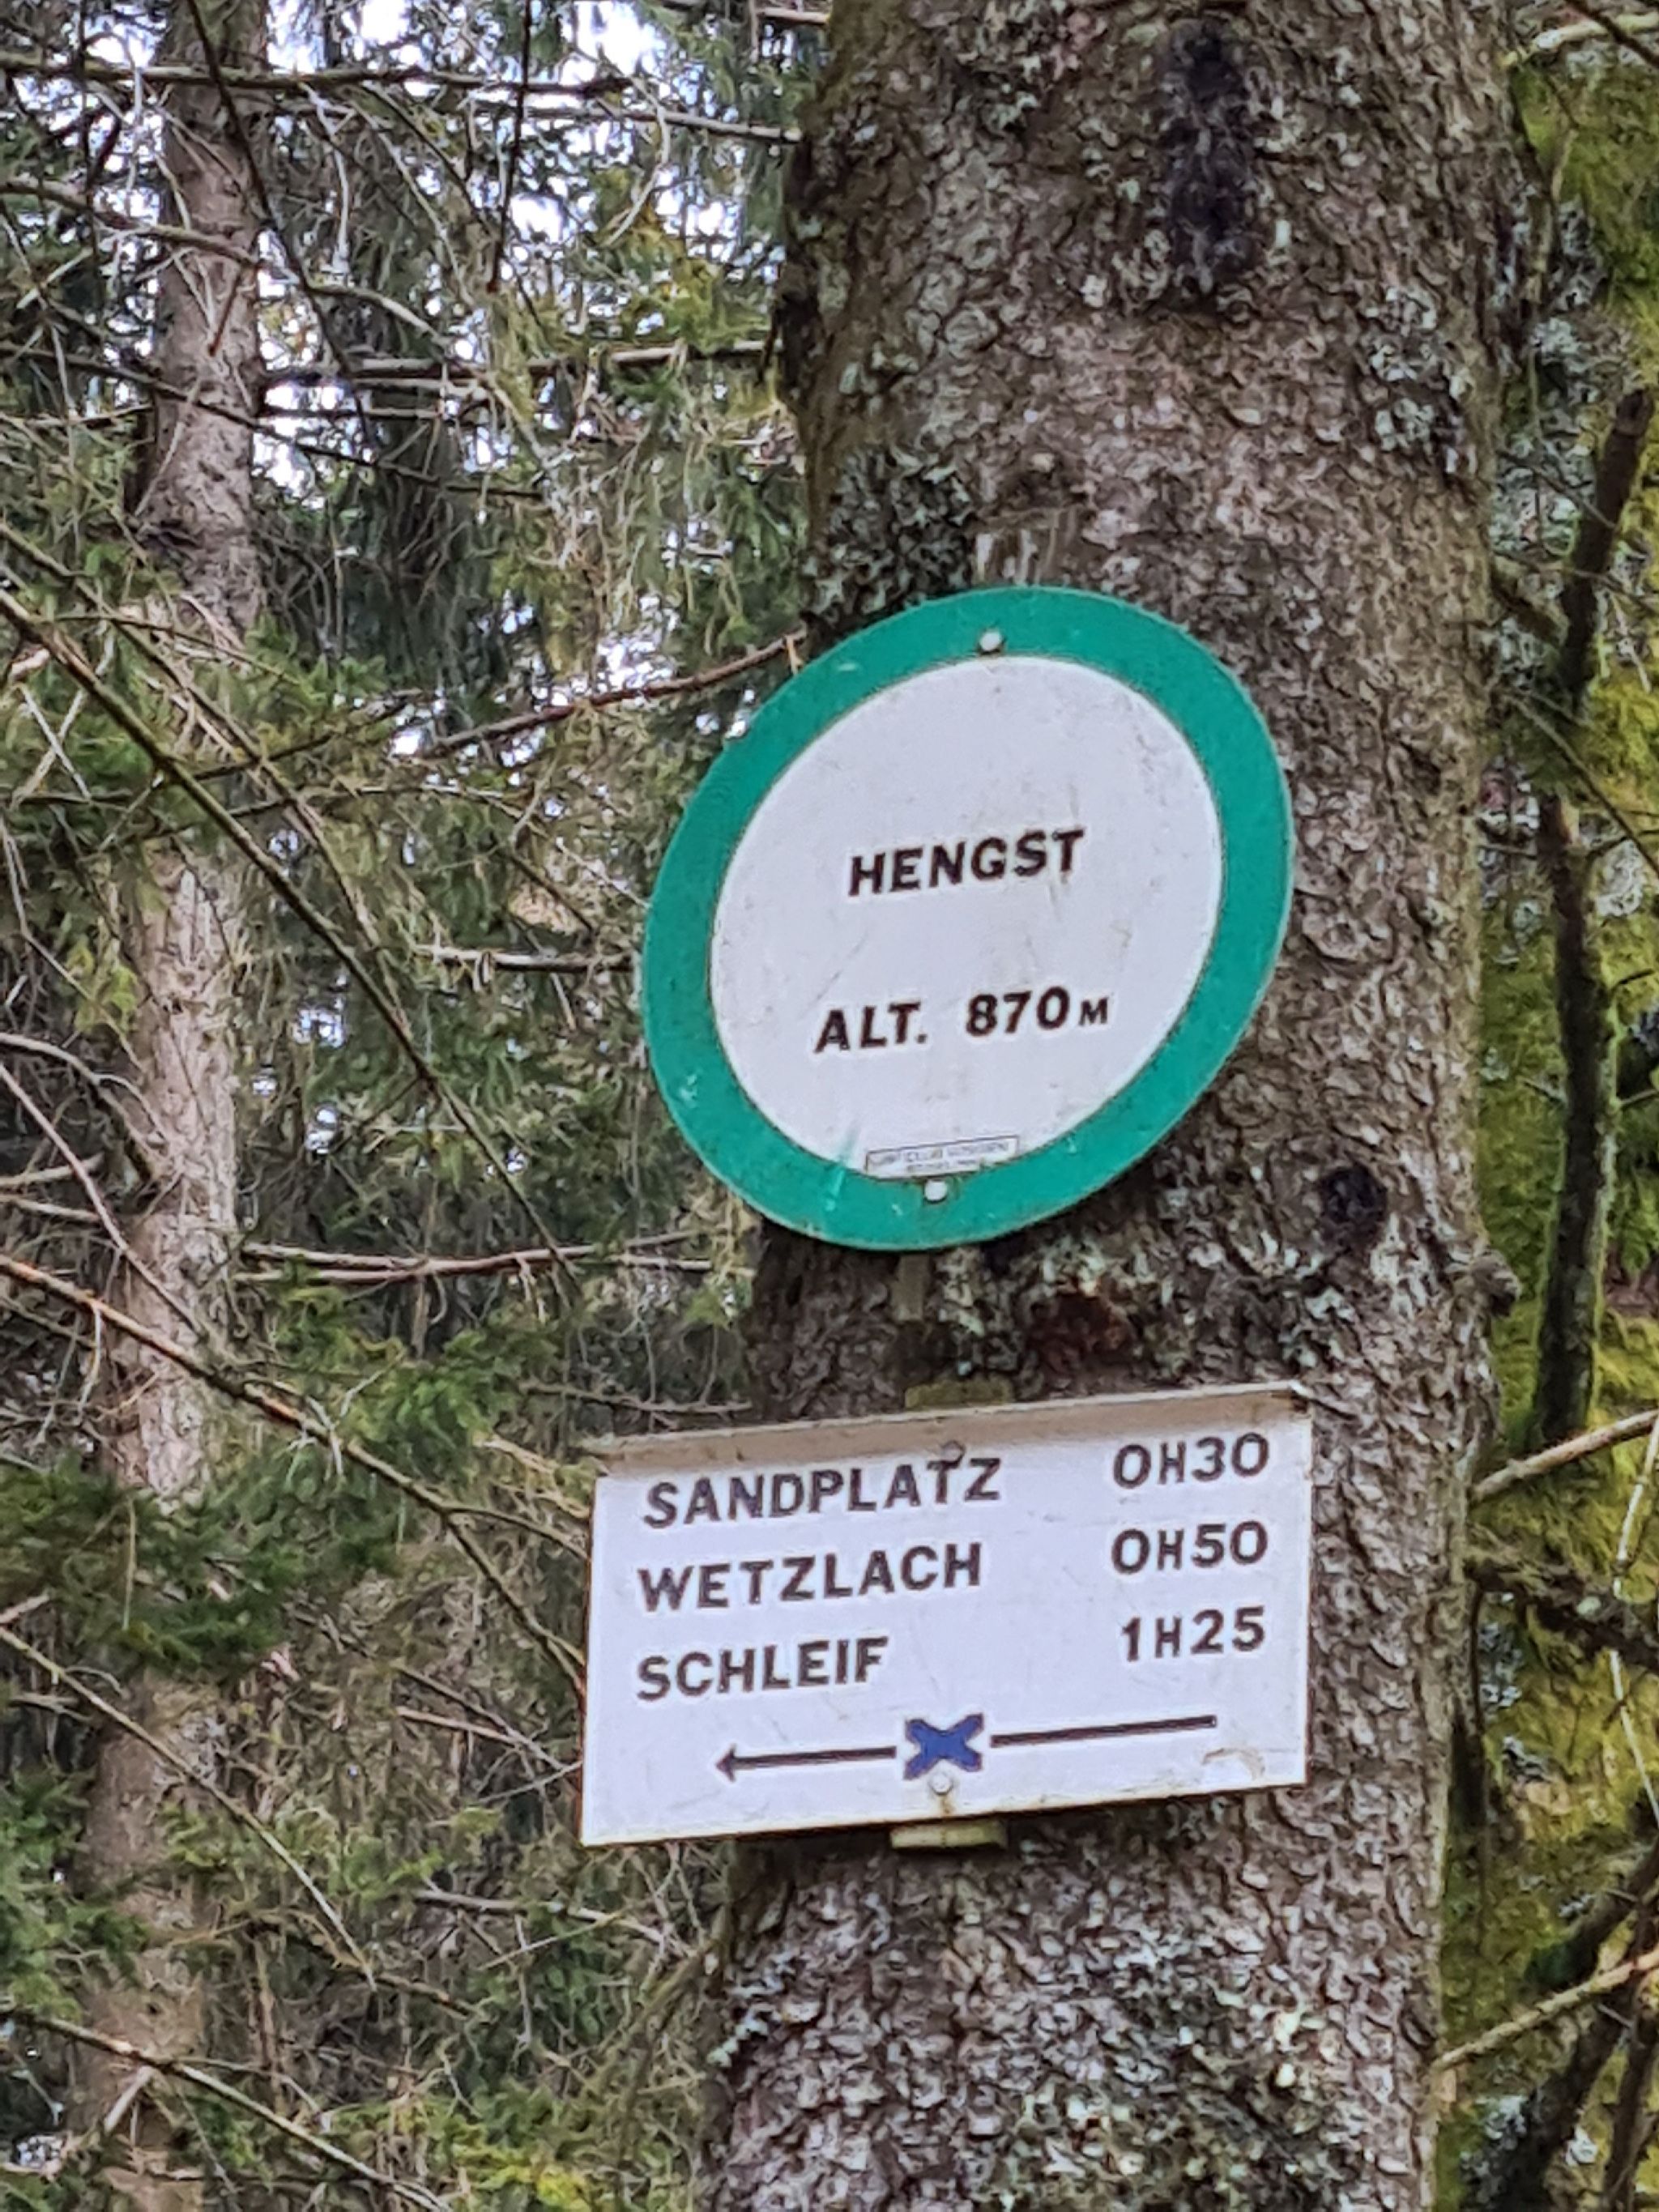 HENGST
ALT. 870M
SANDPLATZ 0H30
WETZLACH 0H50
SCHLEIF 1H25